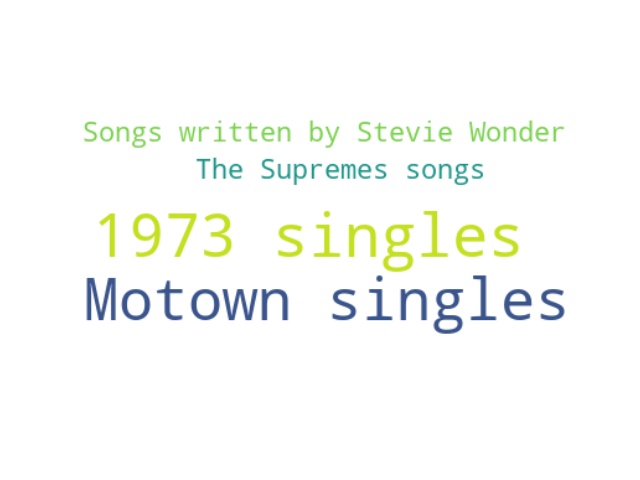 Songs written by Stevie Wonder
The Supremes songs
1973 singles
Motown singles